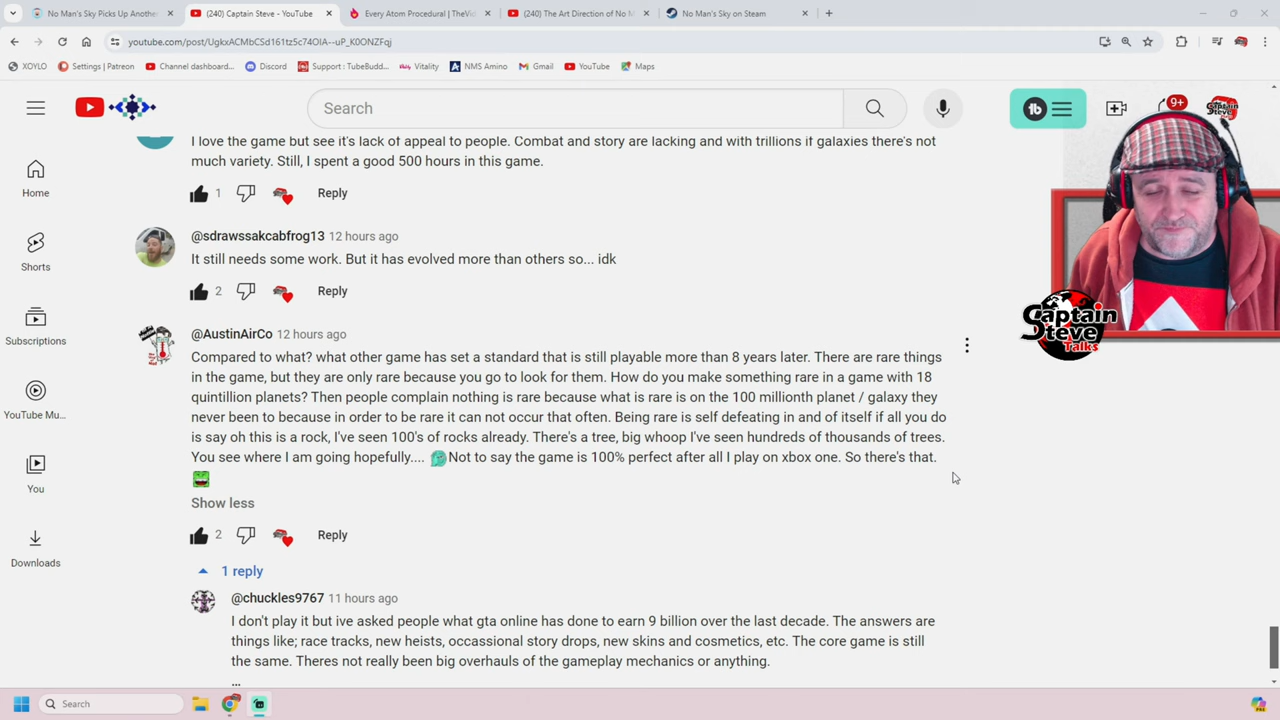 No Man's Sky Picks Up Anothe
(240) Captain Steve - YouTube
Every Atom Procedural | TheVid
(240) The Art Direction of No M
No Man's Sky on Steam
youtube.com/post/UgkxACMbCSd161tz5c74OIA--uP_K0ONZFqj
XOYLO
Settings | Patreon
Channel dashboard...
Discord
Support : TubeBudd...
Vitality
NMS Amino
Gmail
YouTube
Maps
Search
9+
Home
Shorts
Subscriptions
YouTube Mu...
You
Downloads
I love the game but see it's lack of appeal to people. Combat and story are lacking and with trillions if galaxies there's not
much variety. Still, I spent a good 500 hours in this game.
1
Reply
@sdrawssakcabfrog13 12 hours ago
It still needs some work. But it has evolved more than others so... idk
2
Reply
@AustinAirCo 12 hours ago
Compared to what? what other game has set a standard that is still playable more than 8 years later. There are rare things
in the game, but they are only rare because you go to look for them. How do you make something rare in a game with 18
quintillion planets? Then people complain nothing is rare because what is rare is on the 100 millionth planet / galaxy they
never been to because in order to be rare it can not occur that often. Being rare is self defeating in and of itself if all you do
is say oh this is a rock, I've seen 100's of rocks already. There's a tree, big whoop I've seen hundreds of thousands of trees.
You see where I am going hopefully.... Not to say the game is 100% perfect after all I play on xbox one. So there's that.
Show less
2
Reply
1 reply
@chuckles9767 11 hours ago
I don't play it but ive asked people what gta online has done to earn 9 billion over the last decade. The answers are
things like; race tracks, new heists, occassional story drops, new skins and cosmetics, etc. The core game is still
the same. Theres not really been big overhauls of the gameplay mechanics or anything.
...
Captain
Steve
Talks
Search